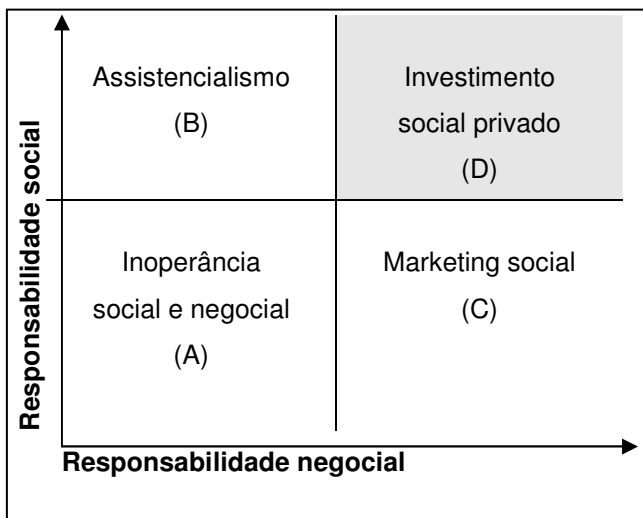 Assistencialismo
(B)
Investimento
social privado
(D)
Inoperância
social e negocial
(A)
Marketing social
(C)
Responsabilidade social
Responsabilidade negocial